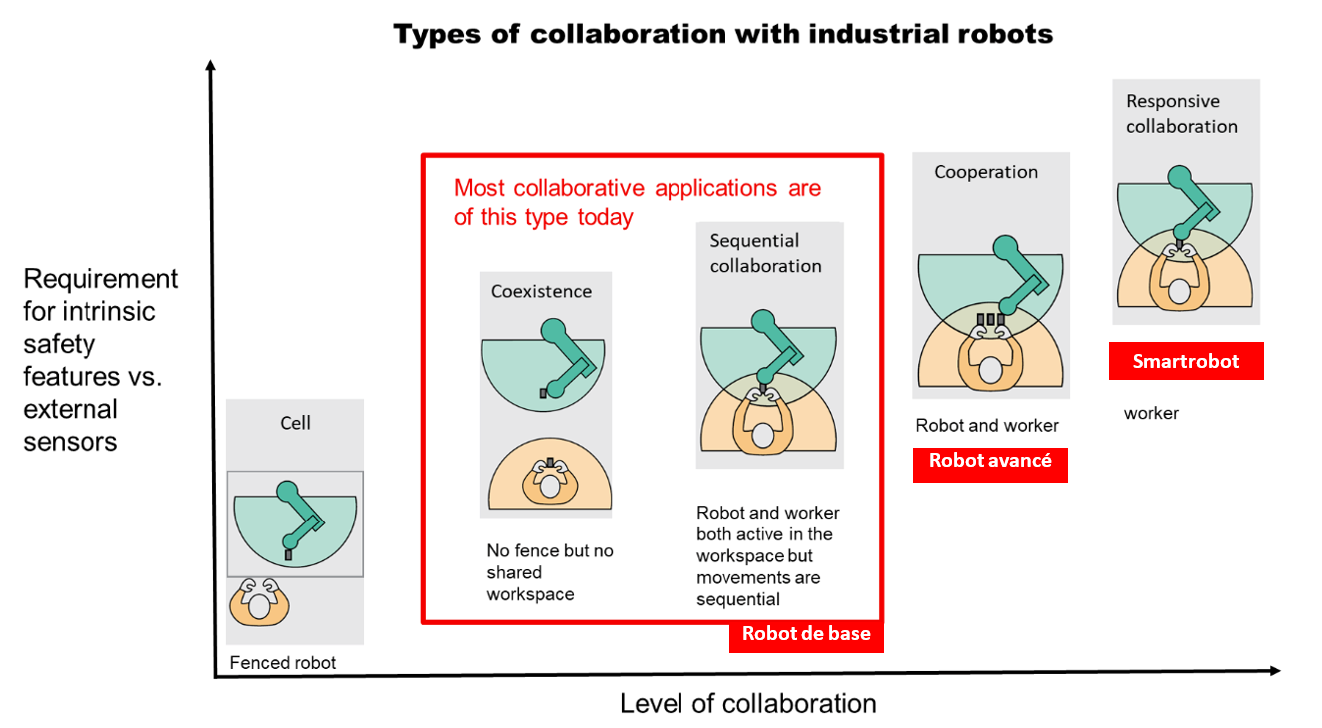 Types of collaboration with industrial robots
Requirement
for intrinsic
safety
features vs.
external
sensors
Cell
Fenced robot
Most collaborative applications are
of this type today
Coexistence
No fence but no
shared
workspace
Sequential
collaboration
Robot and worker
both active in the
workspace but
movements are
sequential
Robot de base
Cooperation
Robot and worker
Robot avancé
Responsive
collaboration
Smartrobot
worker
Level of collaboration